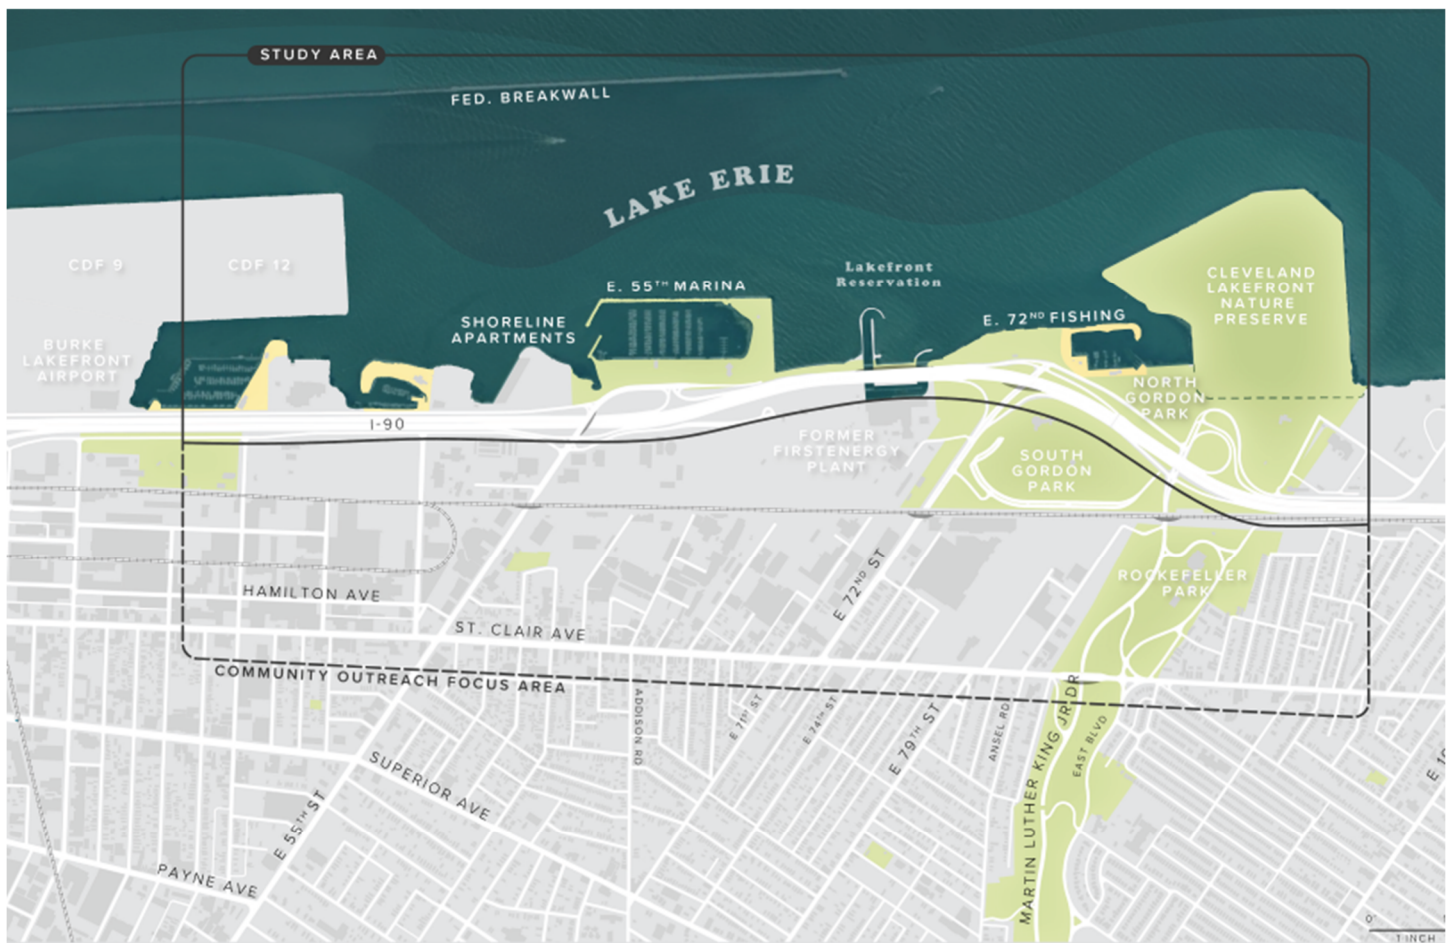 STUDY AREA
FED. BREAKWALL
LAKE ERIE
CDF 9
CDF 12
Lakefront
Reservation
CLEVELAND
LAKEFRONT
NATURE
PRESERVE
E. 55TH MARINA
E. 72ND FISHING
SHORELINE
APARTMENTS
BURKE
LAKEFRONT
AIRPORT
NORTH
GORDON
PARK
I-90
FORMER
FIRSTENERGY
PLANT
SOUTH
GORDON
PARK
ROCKEFELLER
PARK
HAMILTON AVE
E 72ND ST
ST. CLAIR AVE
COMMUNITY OUTREACH FOCUS AREA
ADDISON RD
E 71ST ST
E 74TH ST
E 79TH ST
ANSEL RD
MARTIN LUTHER KING JR DR
EAST BLVD
SUPERIOR AVE
E 55TH ST
PAYNE AVE
0'
1 INCH